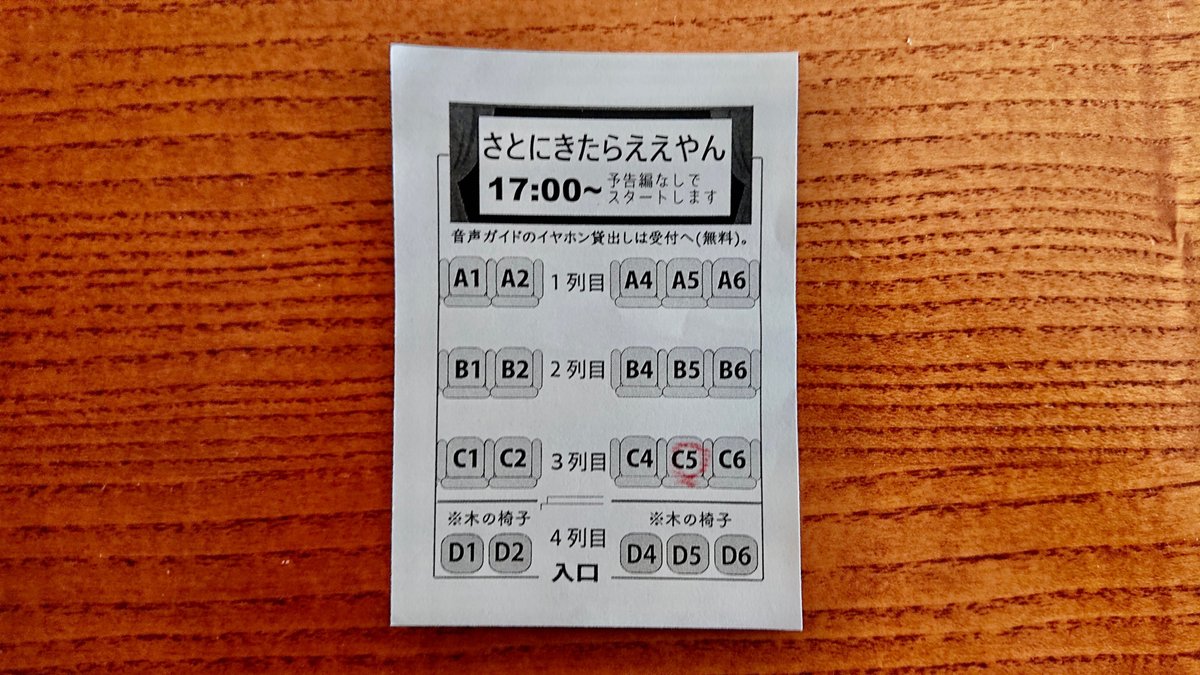 さとにきたらええやん
17:00~ 予告編なしで
スタートします
音声ガイドのイヤホン貸出しは受付へ(無料)。
A1 A2 1列目 A4 A5 A6
B1 B2 2列目 B4 B5 B6
C1 C2 3列目 C4 C5 C6
※木の椅子 ※木の椅子
D1 D2 4列目 D4 D5 D6
入口